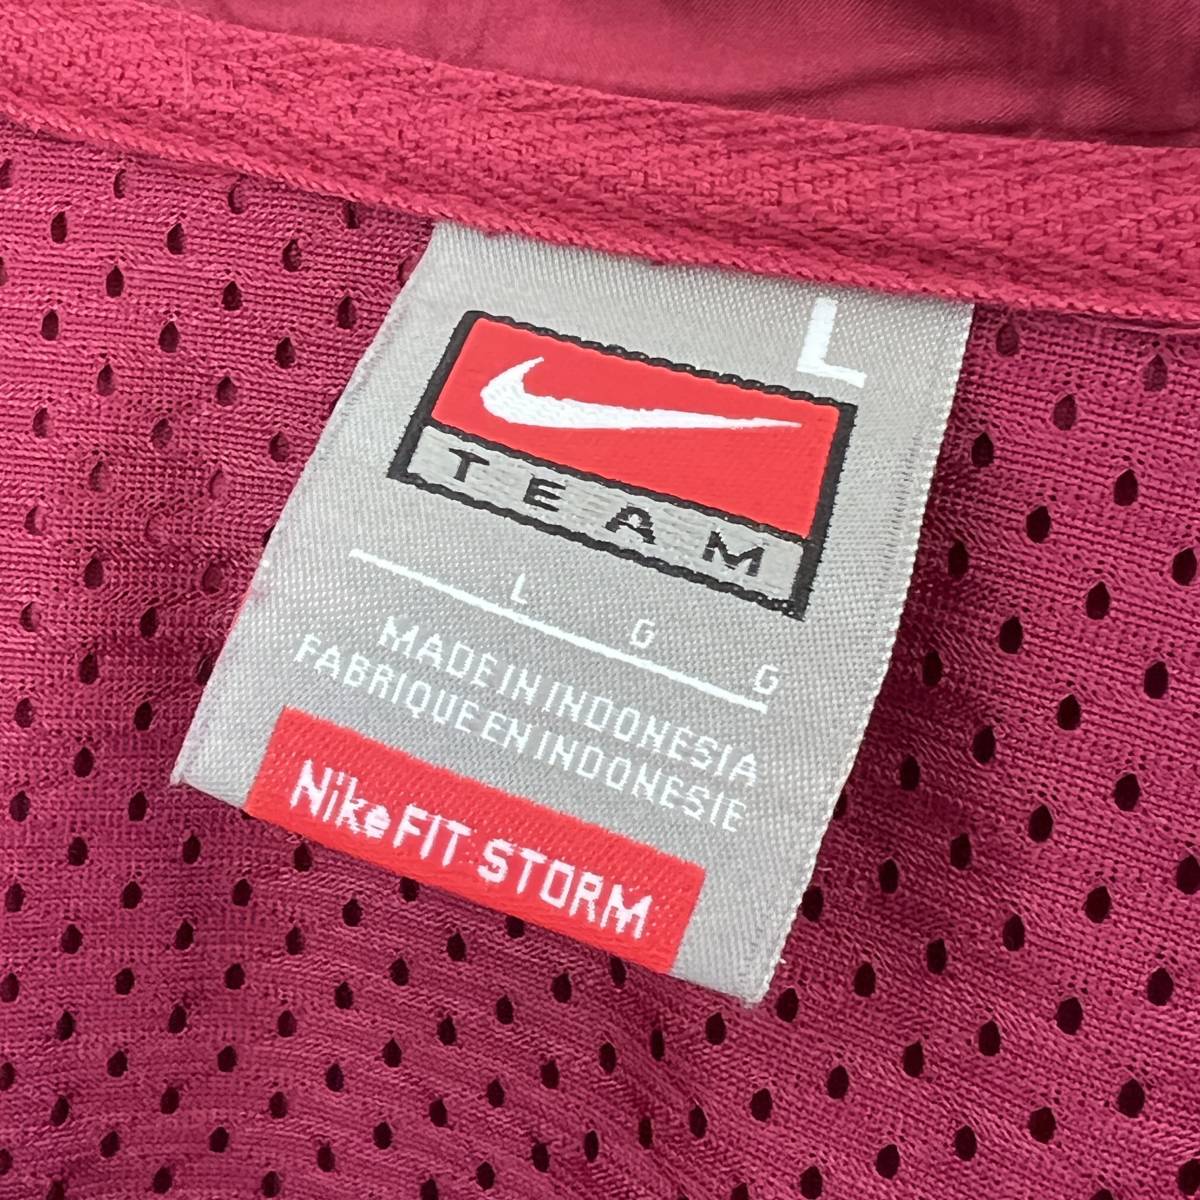 L
TEAM
L G G
MADE IN INDONESIA
FABRIQUE EN INDONESIE
Nike FIT STORM